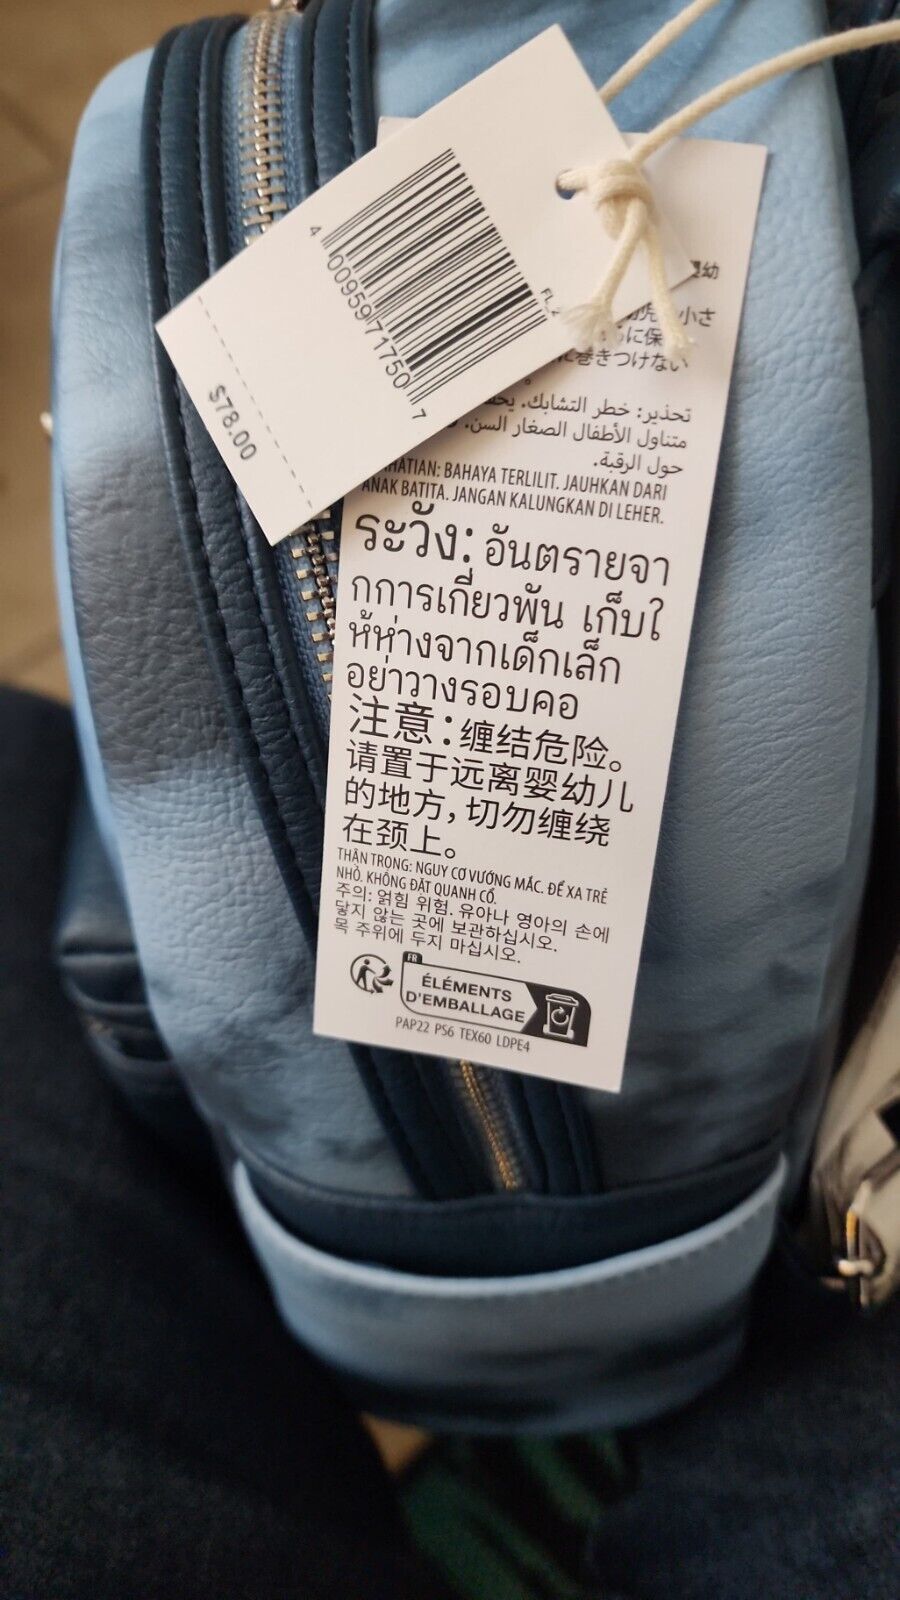 4 00959 71750 7
$78.00
小さ
に巻きつけない
تحذير: خطر التشابك.
متناول الأطفال الصغار السن.
حول الرقبة.
BAHAYA TERLILIT. JAUHKAN DARI
ANAK BATITA. JANGAN KALUNGKAN DI LEHER.
ระวัง: อันตรายจา
กการเกี่ยวพัน เก็บใ
ห้ห่างจากเด็กเล็ก
อย่าวางรอบคอ
注意:缠结危险。
请置于远离婴幼儿
的地方,切勿缠绕
在颈上。
THẬN TRỌNG: NGUY CƠ VƯỚNG MẮC. ĐỂ XA TRẺ
NHỎ. KHÔNG ĐẶT QUANH CỔ.
주의: 얽힘 위험. 유아나 영아의 손에
닿지 않는 곳에 보관하십시오.
목 주위에 두지 마십시오.
FR
ÉLÉMENTS
D'EMBALLAGE
PAP22 PS6 TEX60 LDPE4